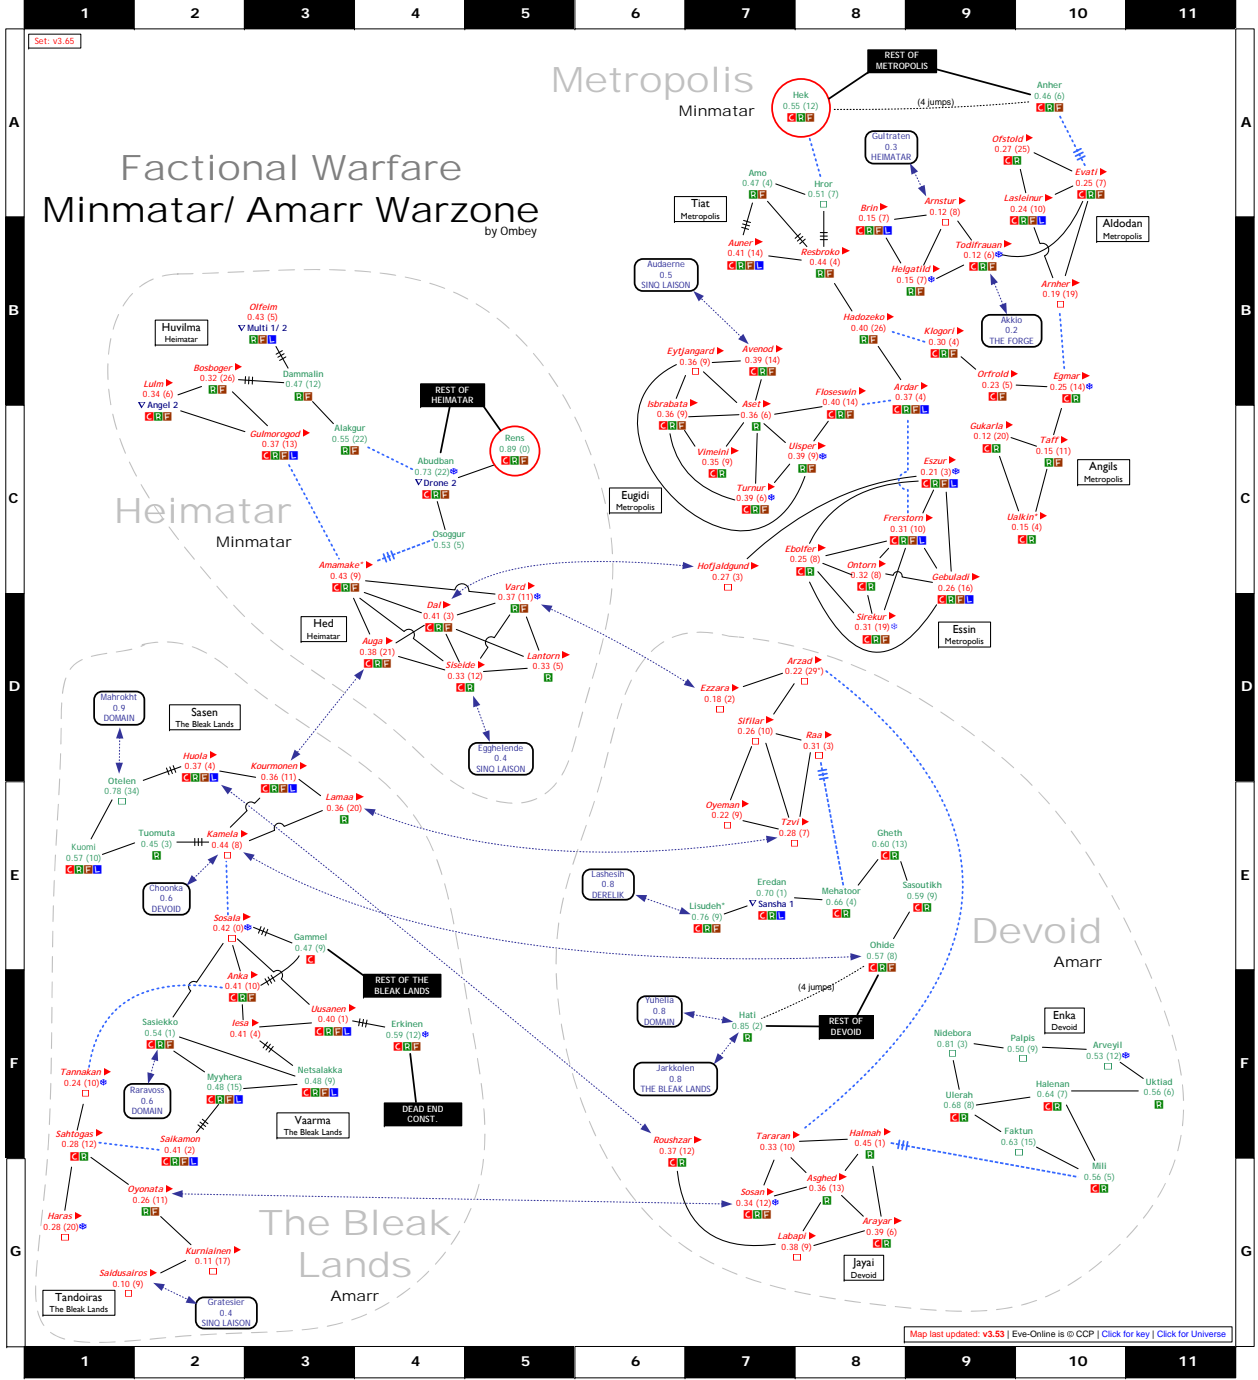 1 2 3 4 5 6 7 8 9 10 11
Set: v3.65
Metropolis
Minmatar
REST OF
METROPOLIS
Hek
0.55 (12)
C R F
(4 jumps)
Anher
0.46 (6)
C R F
A
A
Factional Warfare
Minmatar/ Amarr Warzone
by Ombey
Gultraten
0.3
HEIMATAR
Ofstold
0.27 (25)
C R
Evati
0.25 (7)
C R F
Amo
0.47 (4)
R F
Hror
0.51 (7)
Tiat
Metropolis
Brin
0.15 (7)
C R F L
Arnstur
0.12 (8)
Lasleinur
0.24 (10)
C R F L
Aldodan
Metropolis
Auner
0.41 (14)
C R F L
Resbroko
0.44 (4)
R F
Todifrauan
0.12 (6)
C R F
Helgatild
0.15 (7)
R F
Audaerne
0.5
SINQ LAISON
Arnher
0.19 (19)
B
B
Olfeim
0.43 (5)
Multi 1/ 2
R F L
Huvilma
Heimatar
Hadozeko
0.40 (26)
R F
Klogori
0.30 (4)
C R F
Akkio
0.2
THE FORGE
Bosboger
0.32 (26)
R F
Dammalin
0.47 (12)
R F
Lulm
0.34 (6)
Angel 2
C R F
Eytjangard
0.36 (9)
Avenod
0.39 (14)
C R F
Orfrold
0.23 (5)
C F
Egmar
0.25 (14)
C R
REST OF
HEIMATAR
Floseswin
0.40 (14)
C R F
Ardar
0.37 (4)
C R F L
Isbrabata
0.36 (9)
C R F
Aset
0.36 (6)
R
Gulmorogod
0.37 (13)
C R F L
Alakgur
0.55 (22)
R F
Rens
0.89 (0)
C R F
Gukarla
0.12 (20)
C R
Taff
0.15 (11)
R F
Abudban
0.73 (22)
Drone 2
C R F
Vimeini
0.35 (9)
C R
Uisper
0.39 (9)
R F
Eszur
0.21 (3)
C R F L
Angils
Metropolis
Turnur
0.39 (6)
C R F
Eugidi
Metropolis
C
C
Heimatar
Minmatar
Osoggur
0.53 (5)
Frerstorn
0.31 (10)
C R F L
Ualkin*
0.15 (4)
C R
Amamake*
0.43 (9)
C R F
Hofjaldgund
0.27 (3)
Ebolfer
0.25 (8)
C R
Ontorn
0.32 (8)
C R
Gebuladi
0.26 (16)
C R F L
Vard
0.37 (11)
R F
Dal
0.41 (3)
C R F
Sirekur
0.31 (19)
C R F
Essin
Metropolis
Hed
Heimatar
Auga
0.38 (21)
C R F
Siseide
0.33 (12)
C R
Lantorn
0.33 (5)
R
Arzad
0.22 (29*)
Ezzara
0.18 (2)
D
D
Mahrokht
0.9
DOMAIN
Sasen
The Bleak Lands
Sifilar
0.26 (10)
Raa
0.31 (3)
Egghelende
0.4
SINQ LAISON
Huola
0.37 (4)
C R F L
Kourmonen
0.36 (11)
C R F L
Otelen
0.78 (34)
Lamaa
0.36 (20)
R
Oyeman
0.22 (9)
Tzvi
0.28 (7)
Tuomuta
0.45 (3)
R
Kamela
0.44 (8)
Kuomi
0.57 (10)
C R F L
Gheth
0.60 (13)
C R
E
E
Choonka
0.6
DEVOID
Lashesih
0.8
DERELIK
Eredan
0.70 (1)
Sansha 1
C R L
Mehatoor
0.66 (4)
C R
Sasoutikh
0.59 (9)
C R
Lisudeh*
0.76 (9)
C R F
Sosala
0.42 (0)
Gammel
0.47 (9)
C
Devoid
Amarr
Ohide
0.57 (8)
C R F
REST OF THE
BLEAK LANDS
Anka
0.41 (10)
C R F
(4 jumps)
Yuhelia
0.8
DOMAIN
Hati
0.85 (2)
R
REST OF
DEVOID
Uusanen
0.40 (1)
C R F L
Sasiekko
0.54 (1)
C R F
Iesa
0.41 (4)
Erkinen
0.59 (12)
C R F
Enka
Devoid
Nidebora
0.81 (3)
Palpis
0.50 (9)
Arveyil
0.53 (12)
F
F
Tannakan
0.24 (10)
Raravoss
0.6
DOMAIN
Myyhera
0.48 (15)
C R F L
Netsalakka
0.48 (9)
C R F L
Jarkkolen
0.8
THE BLEAK LANDS
Ulerah
0.68 (8)
C R
Halenan
0.64 (7)
C R
Uktiad
0.56 (6)
R
DEAD END
CONST.
Vaarma
The Bleak Lands
Sahtogas
0.28 (12)
C R
Saikamon
0.41 (2)
C R F L
Roushzar
0.37 (12)
C R
Tararan
0.33 (10)
Halmah
0.45 (1)
R
Faktun
0.63 (15)
Mili
0.56 (5)
C R
Oyonata
0.26 (11)
R F
Sosan
0.34 (12)
C R F
Asghed
0.36 (13)
R
Haras
0.28 (20)
The Bleak
Lands
Amarr
Arayar
0.39 (6)
C R
Labapi
0.38 (9)
G
G
Kurniainen
0.11 (17)
Jayai
Devoid
Saidusairos
0.10 (9)
Tandoiras
The Bleak Lands
Gratesier
0.4
SINQ LAISON
Map last updated: v3.53 | Eve-Online is © CCP | Click for key | Click for Universe
1 2 3 4 5 6 7 8 9 10 11